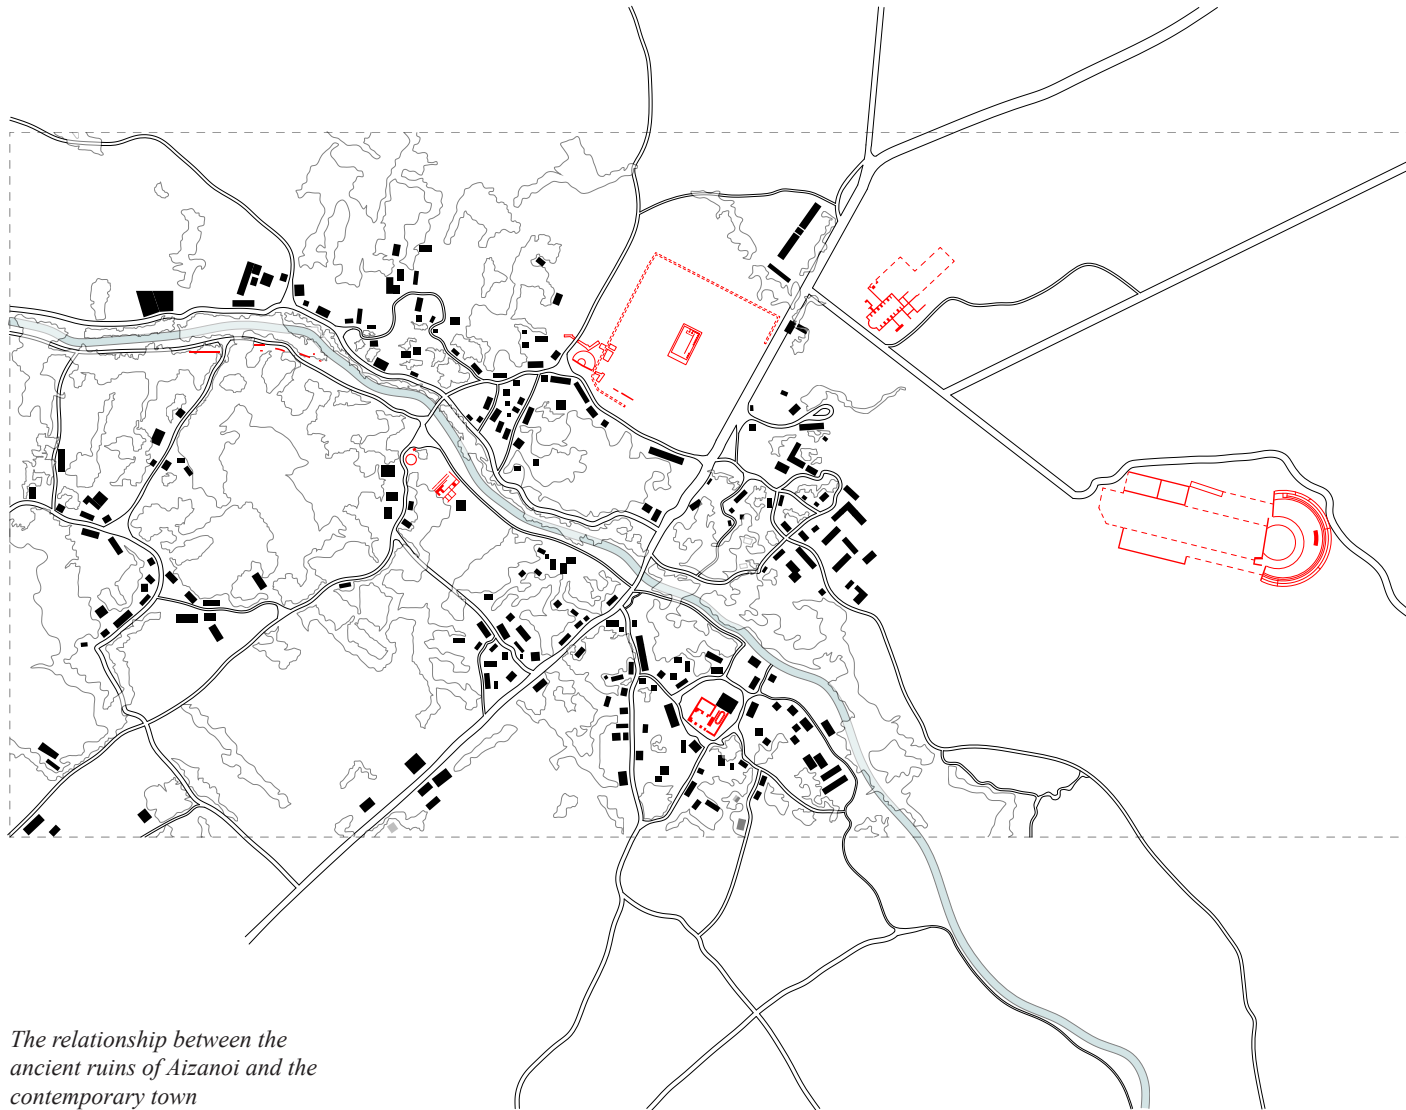 The relationship between the
ancient ruins of Aizanoi and the
contemporary town